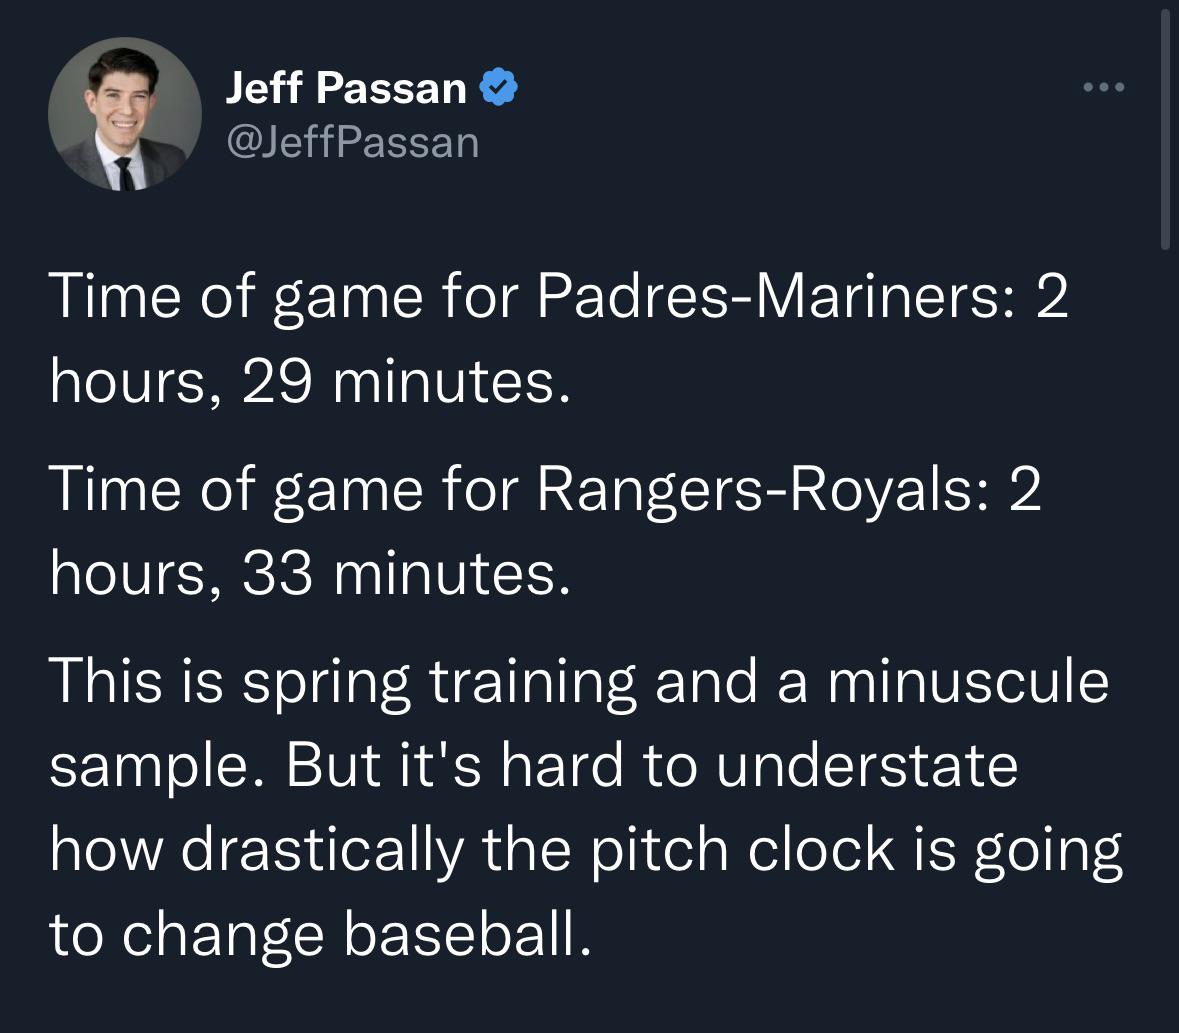 Jeff Passan
@JeffPassan
Time of game for Padres-Mariners: 2
hours, 29 minutes.
Time of game for Rangers-Royals: 2
hours, 33 minutes.
This is spring training and a minuscule
sample. But it's hard to understate
how drastically the pitch clock is going
to change baseball.